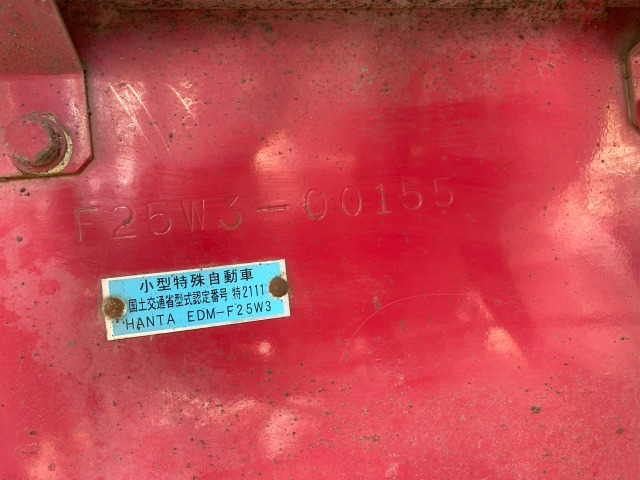 F25W3-00155
小型特殊自動車
国土交通省型式認定番号 特2111
HANTA EDM-F25W3